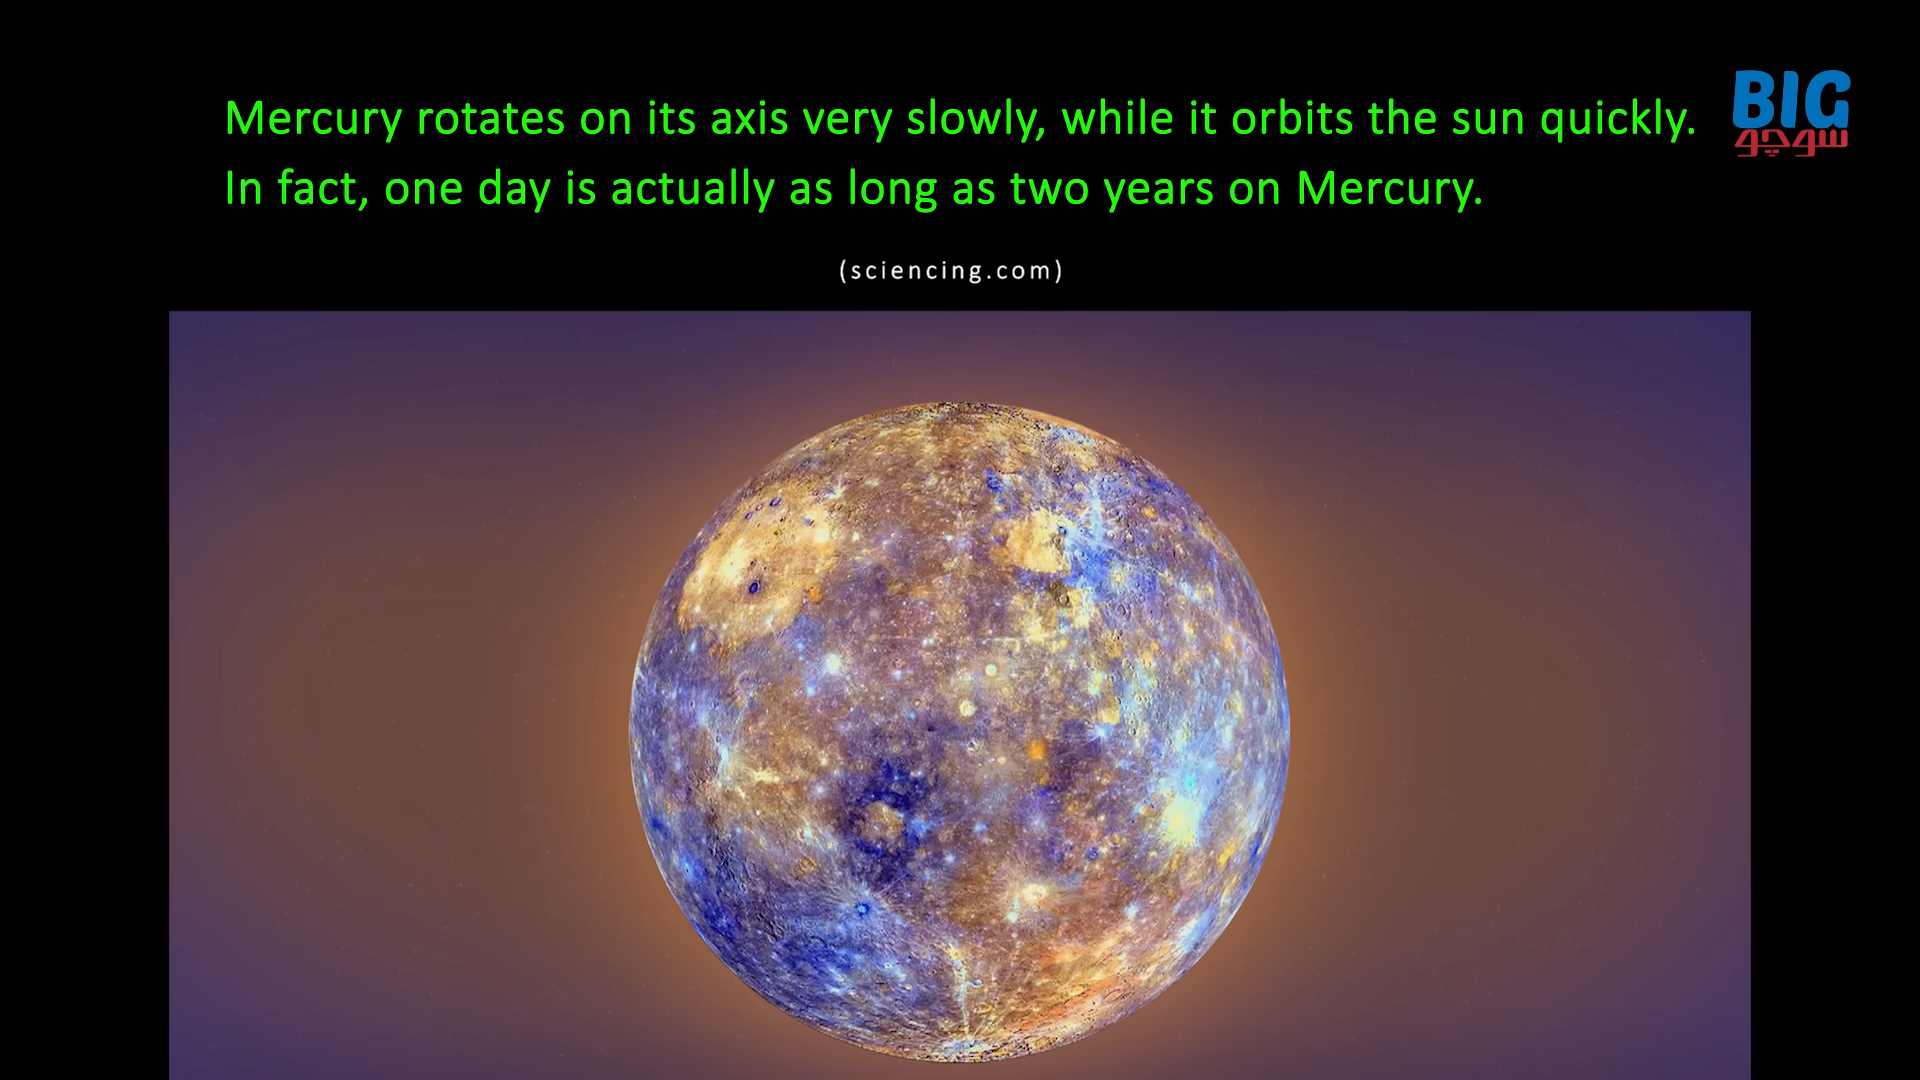 Mercury rotates on its axis very slowly, while it orbits the sun quickly.
In fact, one day is actually as long as two years on Mercury.
(sciencing.com)
BIG
سوچو